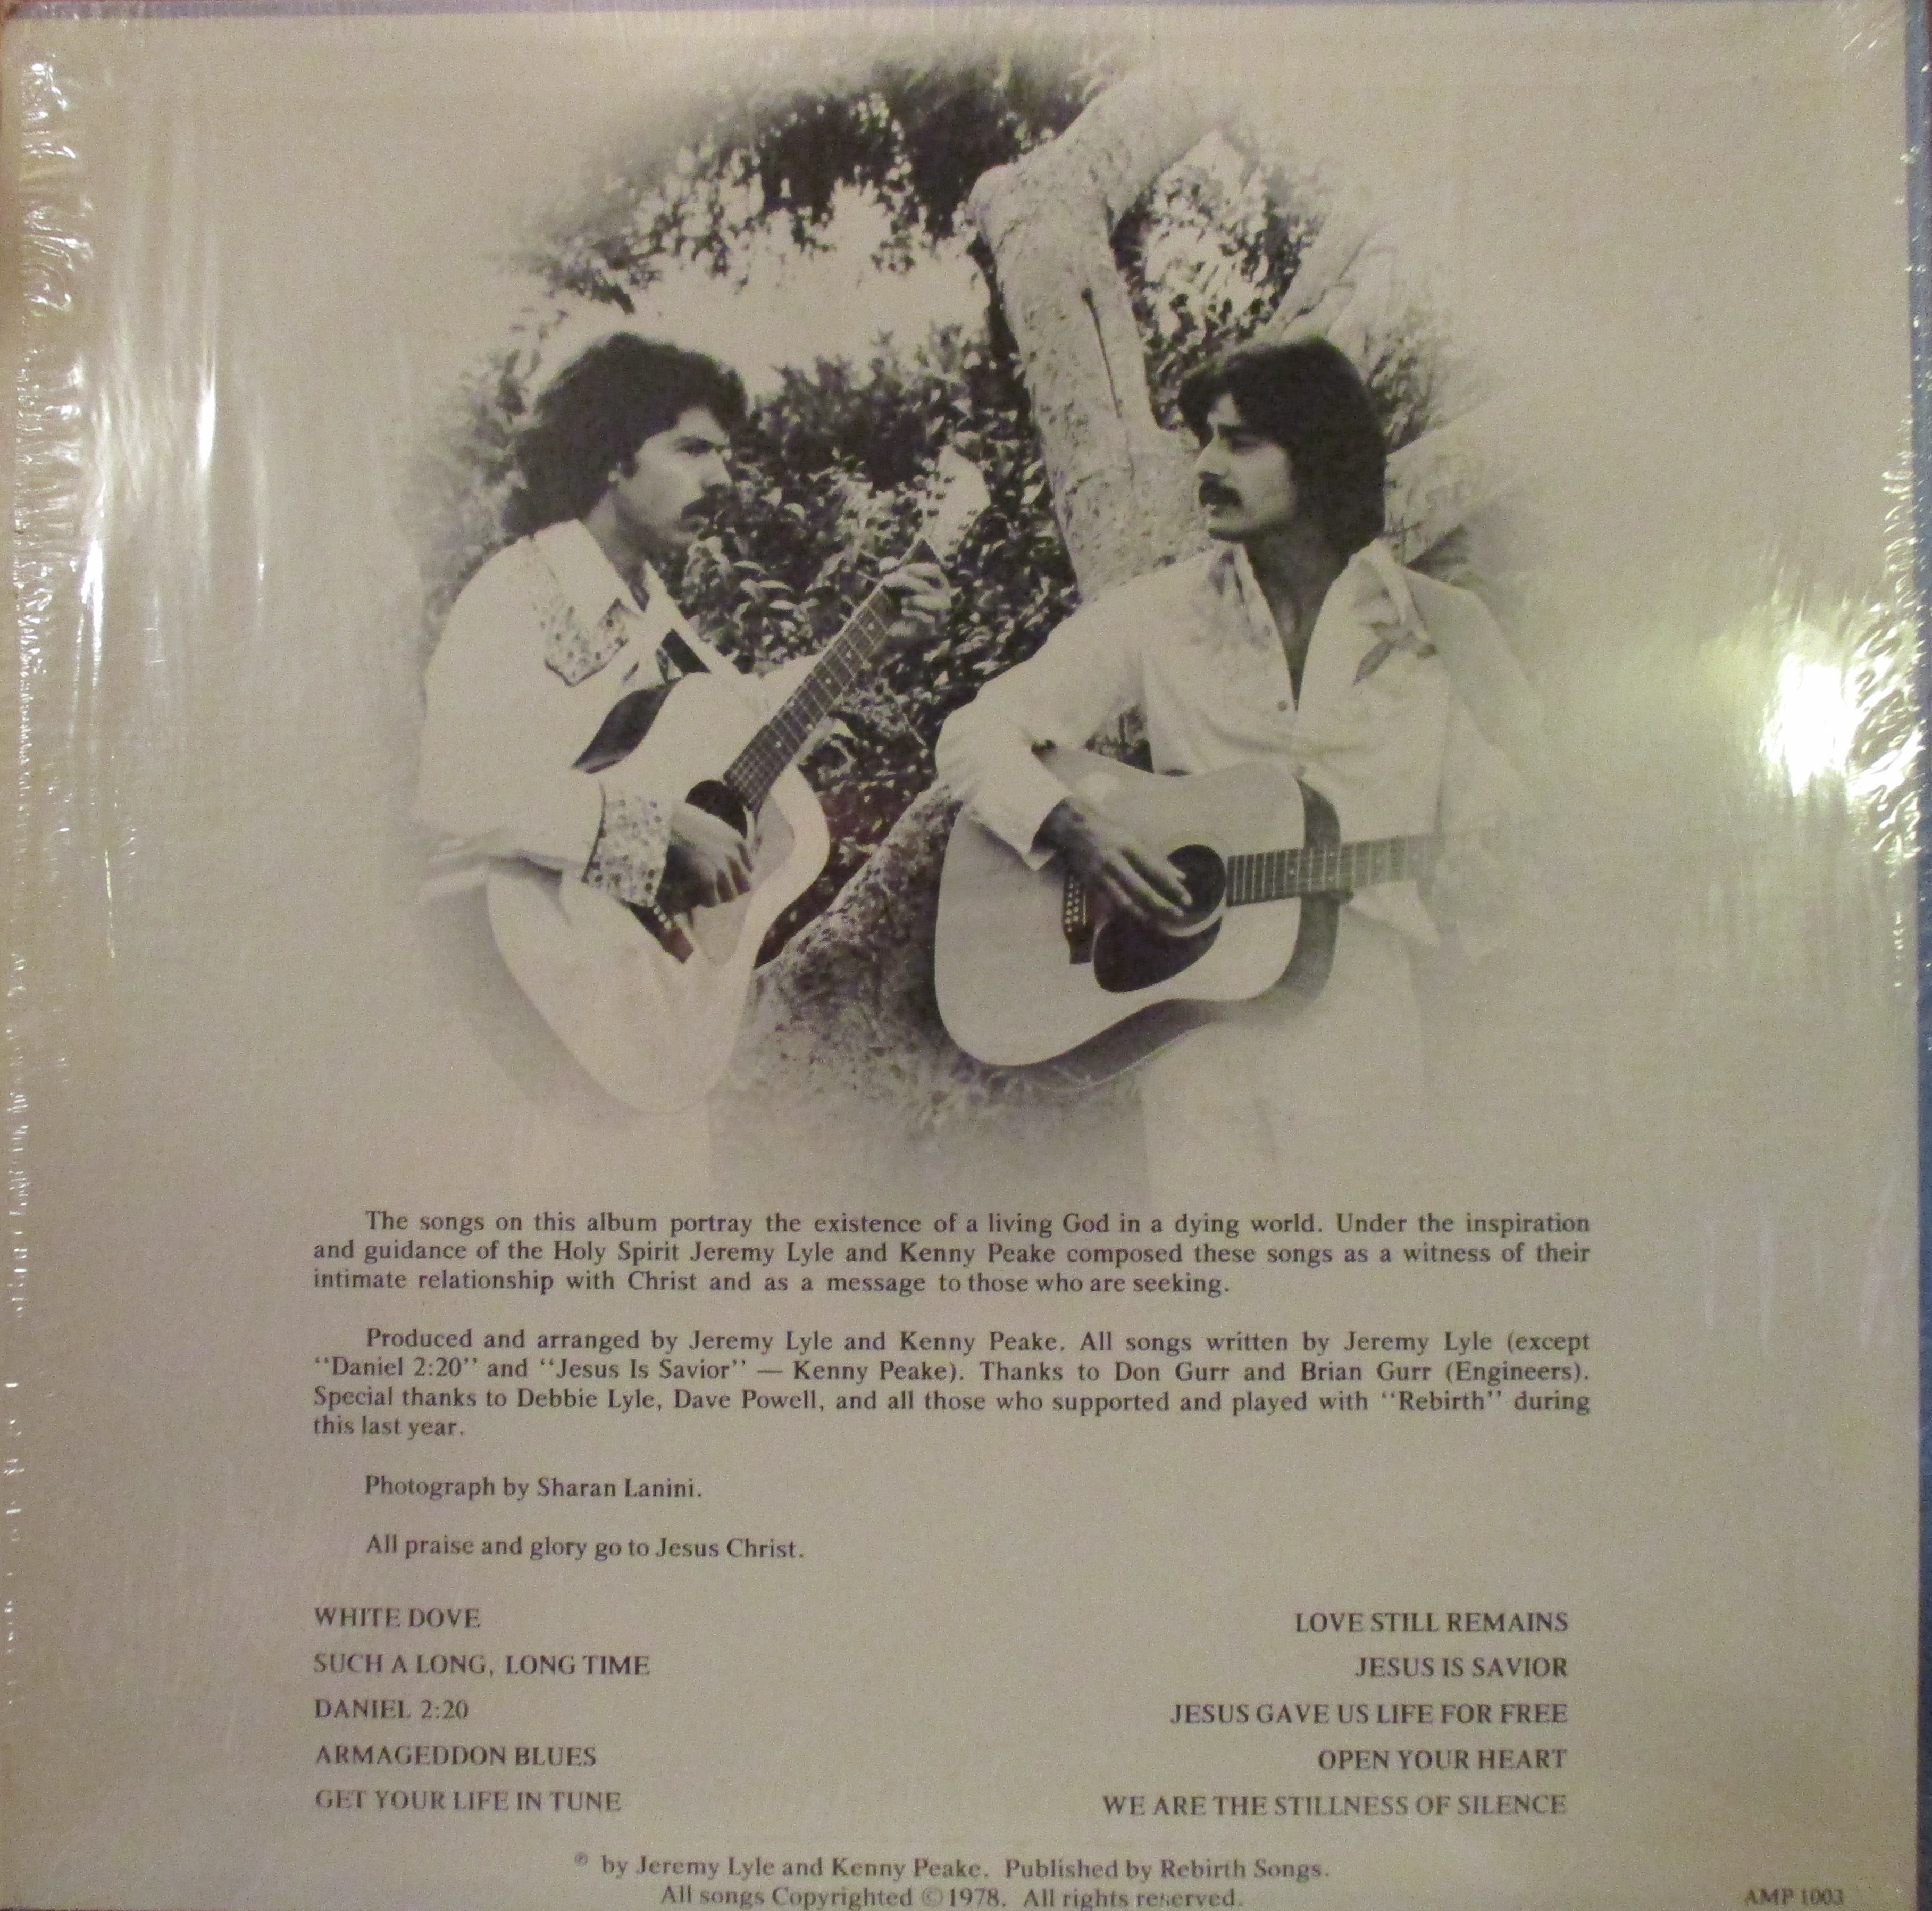 The songs on this album portray the existence of a living God in a dying world. Under the inspiration
and guidance of the Holy Spirit Jeremy Lyle and Kenny Peake composed these songs as a witness of their
intimate relationship with Christ and as a message to those who are seeking.
Produced and arranged by Jeremy Lyle and Kenny Peake. All songs written by Jeremy Lyle (except
‘‘Daniel 2:20’’ and ‘‘Jesus Is Savior’’ — Kenny Peake). Thanks to Don Gurr and Brian Gurr (Engineers).
Special thanks to Debbie Lyle, Dave Powell, and all those who supported and played with ‘‘Rebirth’’ during
this last year.
Photograph by Sharan Lanini.
All praise and glory go to Jesus Christ.
WHITE DOVE
SUCH A LONG, LONG TIME
DANIEL 2:20
ARMAGEDDON BLUES
GET YOUR LIFE IN TUNE
LOVE STILL REMAINS
JESUS IS SAVIOR
JESUS GAVE US LIFE FOR FREE
OPEN YOUR HEART
WE ARE THE STILLNESS OF SILENCE
℗ by Jeremy Lyle and Kenny Peake. Published by Rebirth Songs.
All songs Copyrighted ©1978. All rights reserved.
AMP 1003